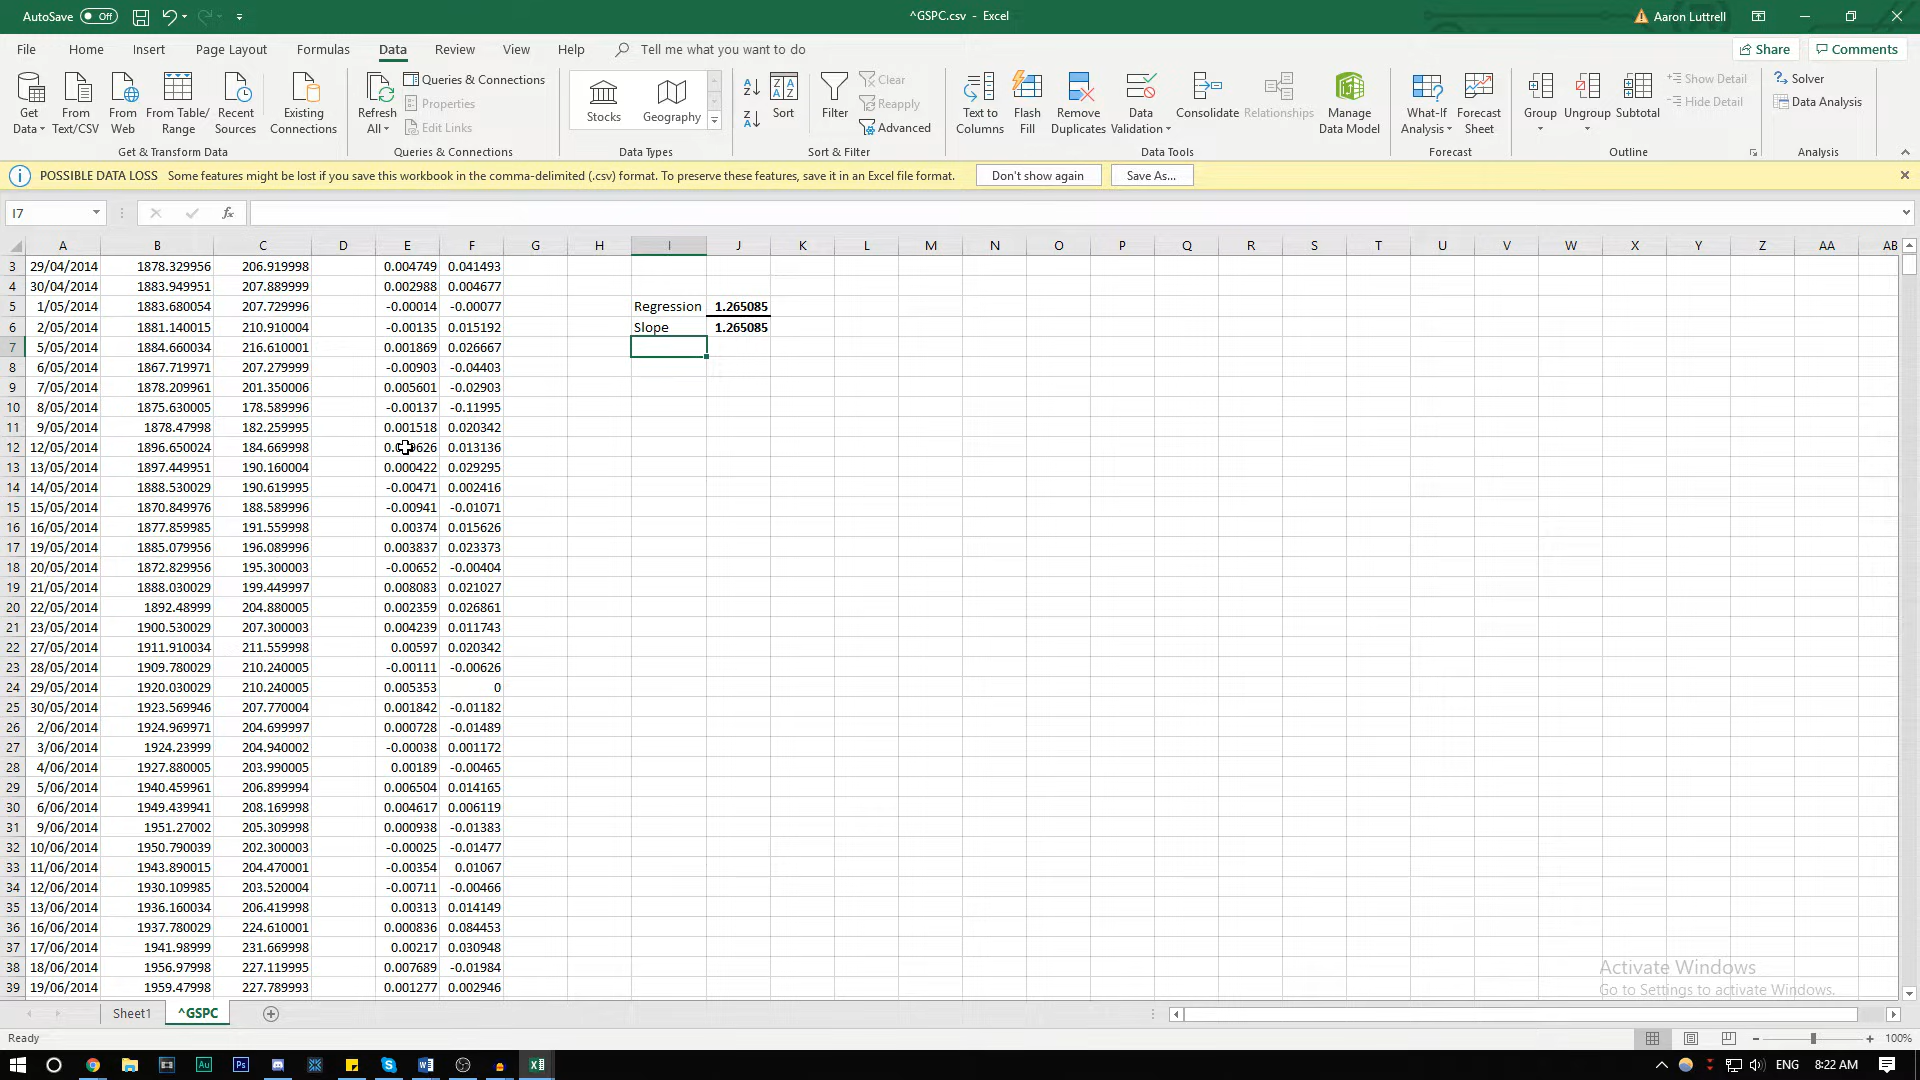 AutoSave Off ^GSPC.csv - Excel Aaron Luttrell
File Home Insert Page Layout Formulas Data Review View Help Tell me what you want to do Share Comments
Get Data From Text/CSV From Web From Table/ Range Recent Sources Existing Connections Refresh All Queries & Connections Properties Edit Links Stocks Geography Sort Filter Clear Reapply Advanced Text to Columns Flash Fill Remove Duplicates Data Validation Consolidate Relationships Manage Data Model What-If Analysis Forecast Sheet Group Ungroup Subtotal Show Detail Hide Detail Solver Data Analysis
Get & Transform Data Queries & Connections Data Types Sort & Filter Data Tools Forecast Outline Analysis
POSSIBLE DATA LOSS Some features might be lost if you save this workbook in the comma-delimited (.csv) format. To preserve these features, save it in an Excel file format. Don't show again Save As...
I7 fx
A B C D E F G H I J K L M N O P Q R S T U V W X Y Z AA AB
3 29/04/2014 1878.329956 206.919998 0.004749 0.041493
4 30/04/2014 1883.949951 207.889999 0.002988 0.004677
5 1/05/2014 1883.680054 207.729996 -0.00014 -0.00077 Regression 1.265085
6 2/05/2014 1881.140015 210.910004 -0.00135 0.015192 Slope 1.265085
7 5/05/2014 1884.660034 216.610001 0.001869 0.026667
8 6/05/2014 1867.719971 207.279999 -0.00903 -0.04403
9 7/05/2014 1878.209961 201.350006 0.005601 -0.02903
10 8/05/2014 1875.630005 178.589996 -0.00137 -0.11995
11 9/05/2014 1878.47998 182.259995 0.001518 0.020342
12 12/05/2014 1896.650024 184.669998 0.013136
13 13/05/2014 1897.449951 190.160004 0.000422 0.029295
14 14/05/2014 1888.530029 190.619995 -0.00471 0.002416
15 15/05/2014 1870.849976 188.589996 -0.00941 -0.01071
16 16/05/2014 1877.859985 191.559998 0.00374 0.015626
17 19/05/2014 1885.079956 196.089996 0.003837 0.023373
18 20/05/2014 1872.829956 195.300003 -0.00652 -0.00404
19 21/05/2014 1888.030029 199.449997 0.008083 0.021027
20 22/05/2014 1892.48999 204.880005 0.002359 0.026861
21 23/05/2014 1900.530029 207.300003 0.004239 0.011743
22 27/05/2014 1911.910034 211.559998 0.00597 0.020342
23 28/05/2014 1909.780029 210.240005 -0.00111 -0.00626
24 29/05/2014 1920.030029 210.240005 0.005353 0
25 30/05/2014 1923.569946 207.770004 0.001842 -0.01182
26 2/06/2014 1924.969971 204.699997 0.000728 -0.01489
27 3/06/2014 1924.23999 204.940002 -0.00038 0.001172
28 4/06/2014 1927.880005 203.990005 0.00189 -0.00465
29 5/06/2014 1940.459961 206.899994 0.006504 0.014165
30 6/06/2014 1949.439941 208.169998 0.004617 0.006119
31 9/06/2014 1951.27002 205.309998 0.000938 -0.01383
32 10/06/2014 1950.790039 202.300003 -0.00025 -0.01477
33 11/06/2014 1943.890015 204.470001 -0.00354 0.01067
34 12/06/2014 1930.109985 203.520004 -0.00711 -0.00466
35 13/06/2014 1936.160034 206.419998 0.00313 0.014149
36 16/06/2014 1937.780029 224.610001 0.000836 0.084453
37 17/06/2014 1941.98999 231.669998 0.00217 0.030948
38 18/06/2014 1956.97998 227.119995 0.007689 -0.01984
39 19/06/2014 1959.47998 227.789993 0.001277 0.002946
Activate Windows
Go to Settings to activate Windows.
Sheet1 ^GSPC
Ready 100%
ENG 8:22 AM